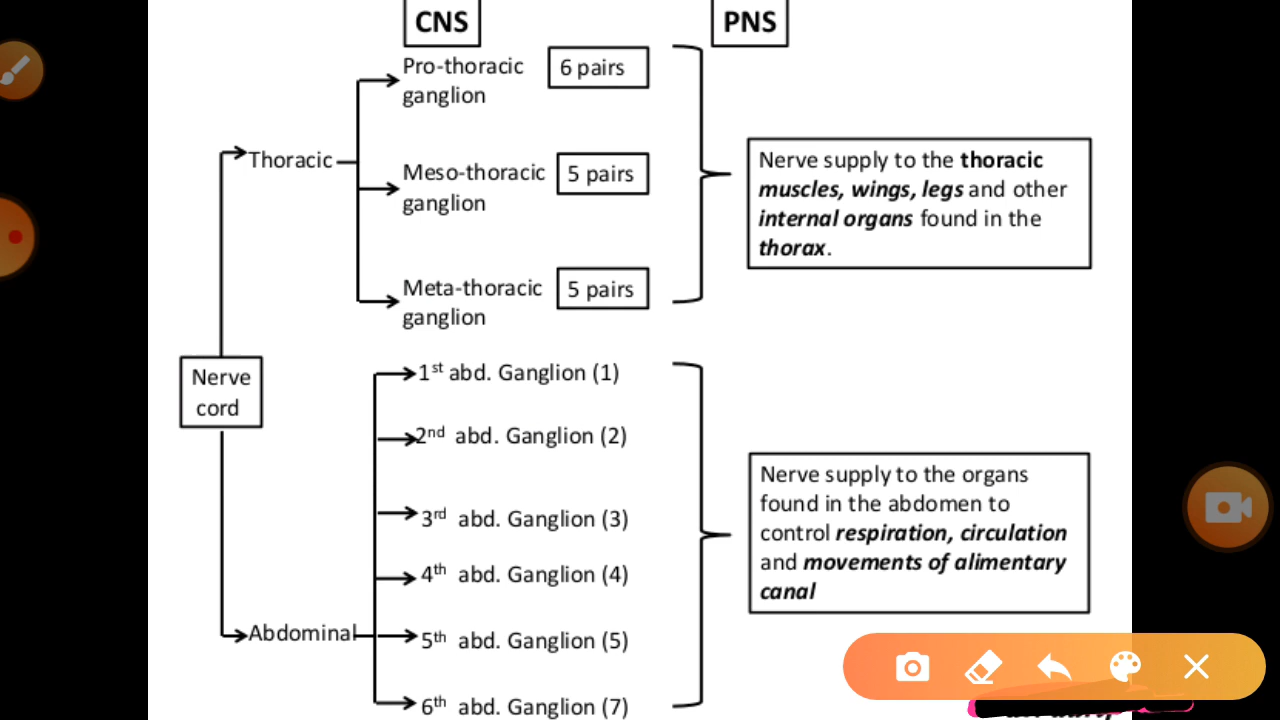 CNS
PNS
Pro-thoracic
ganglion
6 pairs
Thoracic
Meso-thoracic
ganglion
5 pairs
Meta-thoracic
ganglion
5 pairs
Nerve supply to the thoracic
muscles, wings, legs and other
internal organs found in the
thorax.
Nerve
cord
1st abd. Ganglion (1)
2nd abd. Ganglion (2)
3rd abd. Ganglion (3)
4th abd. Ganglion (4)
Abdominal
5th abd. Ganglion (5)
6th abd. Ganglion (7)
Nerve supply to the organs
found in the abdomen to
control respiration, circulation
and movements of alimentary
canal